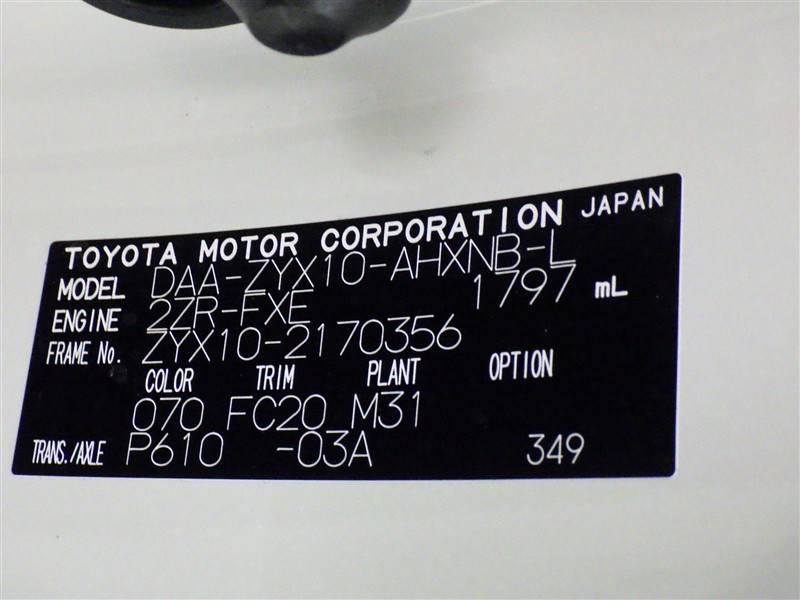 TOYOTA MOTOR CORPORATION JAPAN
MODEL DAA-ZYX10-AHXNB-L
ENGINE 2ZR-FXE 1797 mL
FRAME No. ZYX10-2170356
COLOR TRIM PLANT OPTION
070 FC20 M31
TRANS./AXLE P610 -03A 349